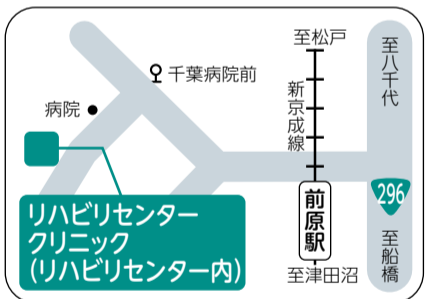 至松戸
至八千代
千葉病院前
新京成線
病院
リハビリセンター
クリニック
(リハビリセンター内)
前原駅
296
至船橋
至津田沼